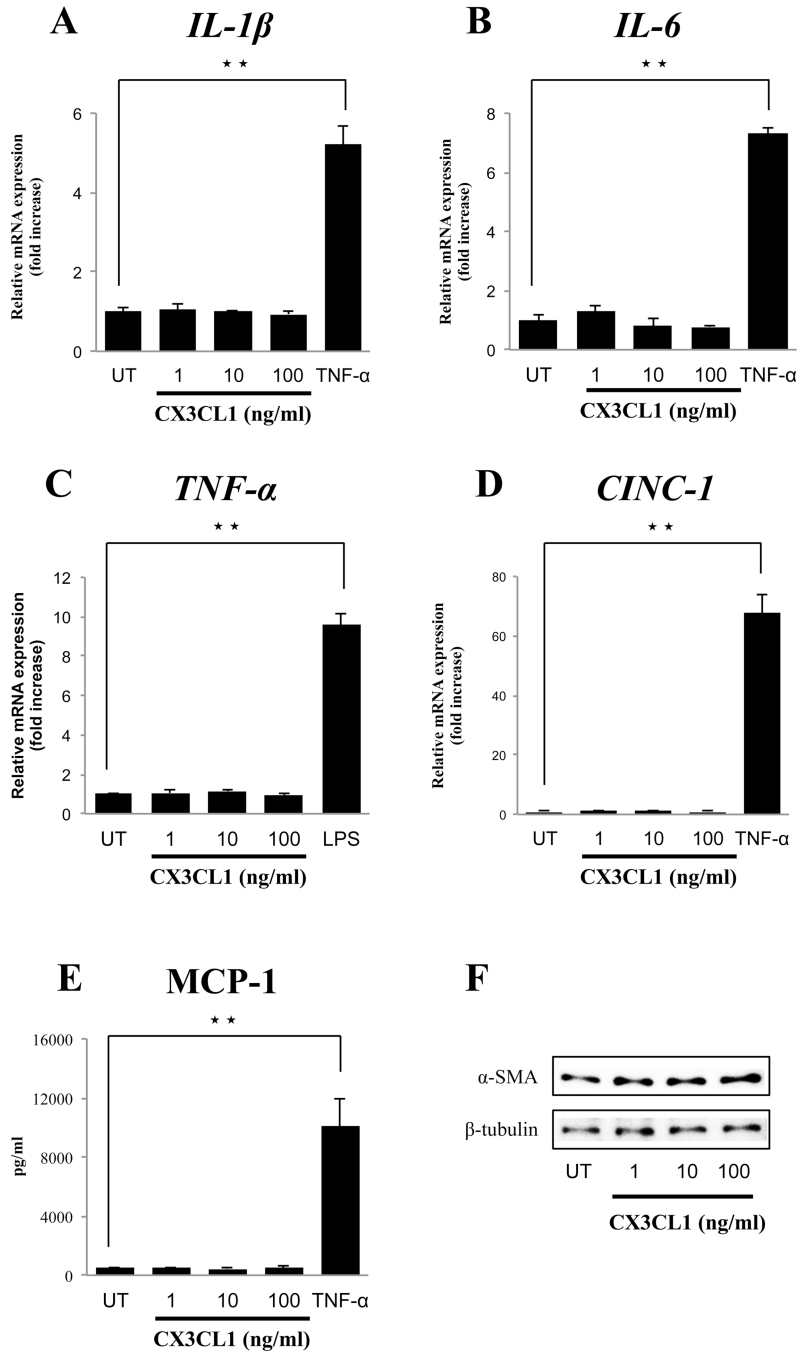 A
IL-1β
★ ★
Relative mRNA expression
(fold increase)
6
4
2
0
UT
1
10
100
TNF-α
CX3CL1 (ng/ml)
B
IL-6
★ ★
Relative mRNA expression
(fold increase)
8
6
4
2
0
UT
1
10
100
TNF-α
CX3CL1 (ng/ml)
C
TNF-α
★ ★
Relative mRNA expression
(fold increase)
12
10
8
6
4
2
0
UT
1
10
100
LPS
CX3CL1 (ng/ml)
D
CINC-1
★ ★
Relative mRNA expression
(fold increase)
80
60
40
20
0
UT
1
10
100
TNF-α
CX3CL1 (ng/ml)
E
MCP-1
★ ★
pg/ml
16000
12000
8000
4000
0
UT
1
10
100
TNF-α
CX3CL1 (ng/ml)
F
α-SMA
β-tubulin
UT
1
10
100
CX3CL1 (ng/ml)